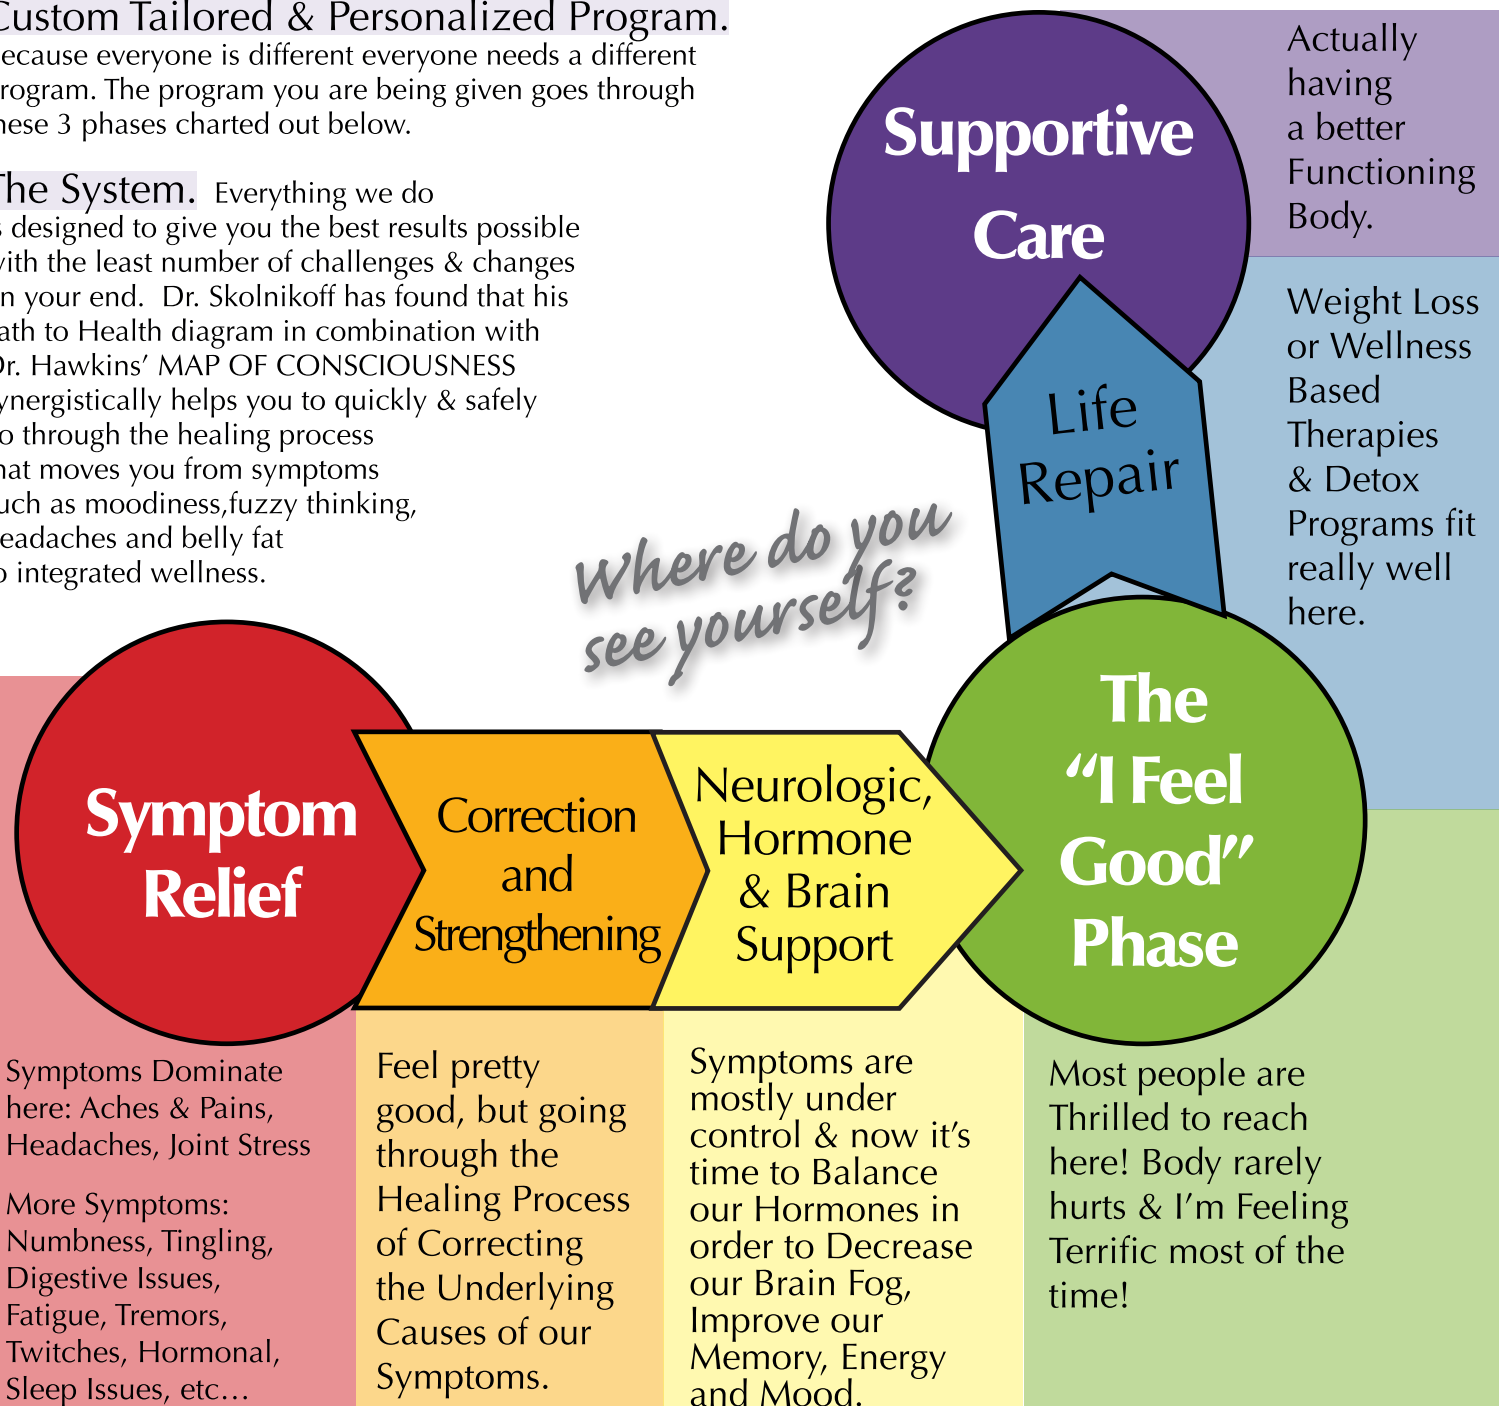 Custom Tailored & Personalized Program.
ecause everyone is different everyone needs a different
rogram. The program you are being given goes through
hese 3 phases charted out below.
The System. Everything we do
s designed to give you the best results possible
with the least number of challenges & changes
n your end. Dr. Skolnikoff has found that his
ath to Health diagram in combination with
Dr. Hawkins’ MAP OF CONSCIOUSNESS
ynergistically helps you to quickly & safely
o through the healing process
hat moves you from symptoms
uch as moodiness,fuzzy thinking,
eadaches and belly fat
o integrated wellness.
Where do you
see yourself?
Supportive
Care
Actually
having
a better
Functioning
Body.
Life
Repair
Weight Loss
or Wellness
Based
Therapies
& Detox
Programs fit
really well
here.
Symptom
Relief
Correction
and
Strengthening
Neurologic,
Hormone
& Brain
Support
The
“I Feel
Good”
Phase
Symptoms Dominate
here: Aches & Pains,
Headaches, Joint Stress
More Symptoms:
Numbness, Tingling,
Digestive Issues,
Fatigue, Tremors,
Twitches, Hormonal,
Sleep Issues, etc…
Feel pretty
good, but going
through the
Healing Process
of Correcting
the Underlying
Causes of our
Symptoms.
Symptoms are
mostly under
control & now it’s
time to Balance
our Hormones in
order to Decrease
our Brain Fog,
Improve our
Memory, Energy
and Mood.
Most people are
Thrilled to reach
here! Body rarely
hurts & I’m Feeling
Terrific most of the
time!